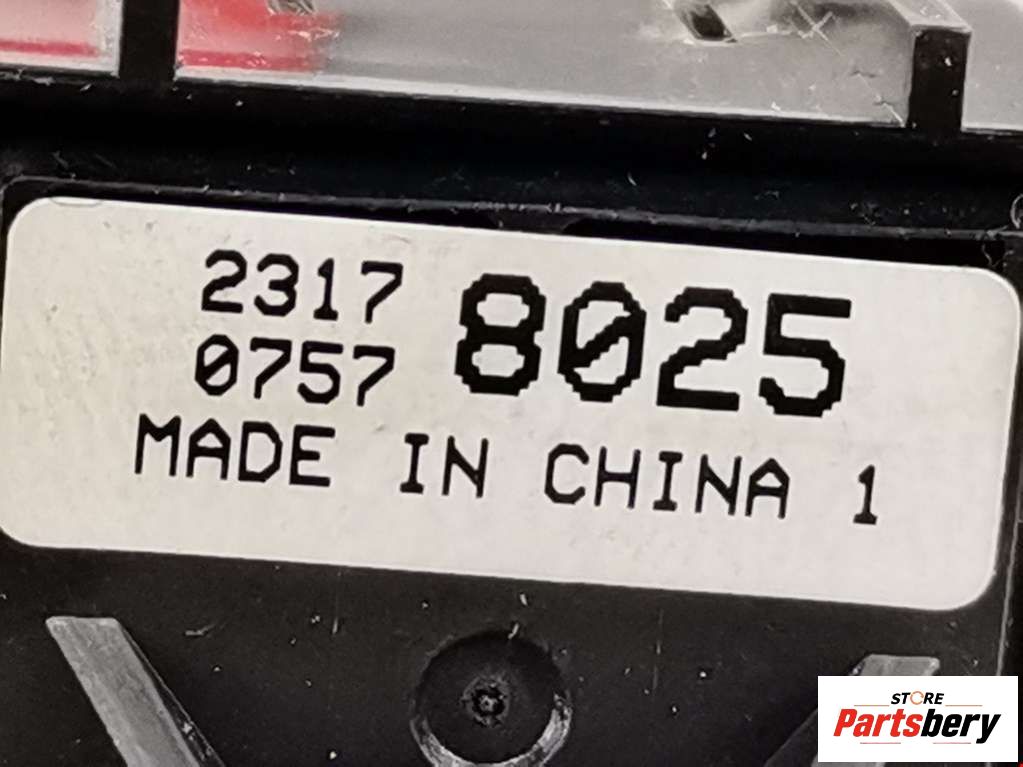 2317
0757
8025
MADE IN CHINA 1
STORE
Partsbery